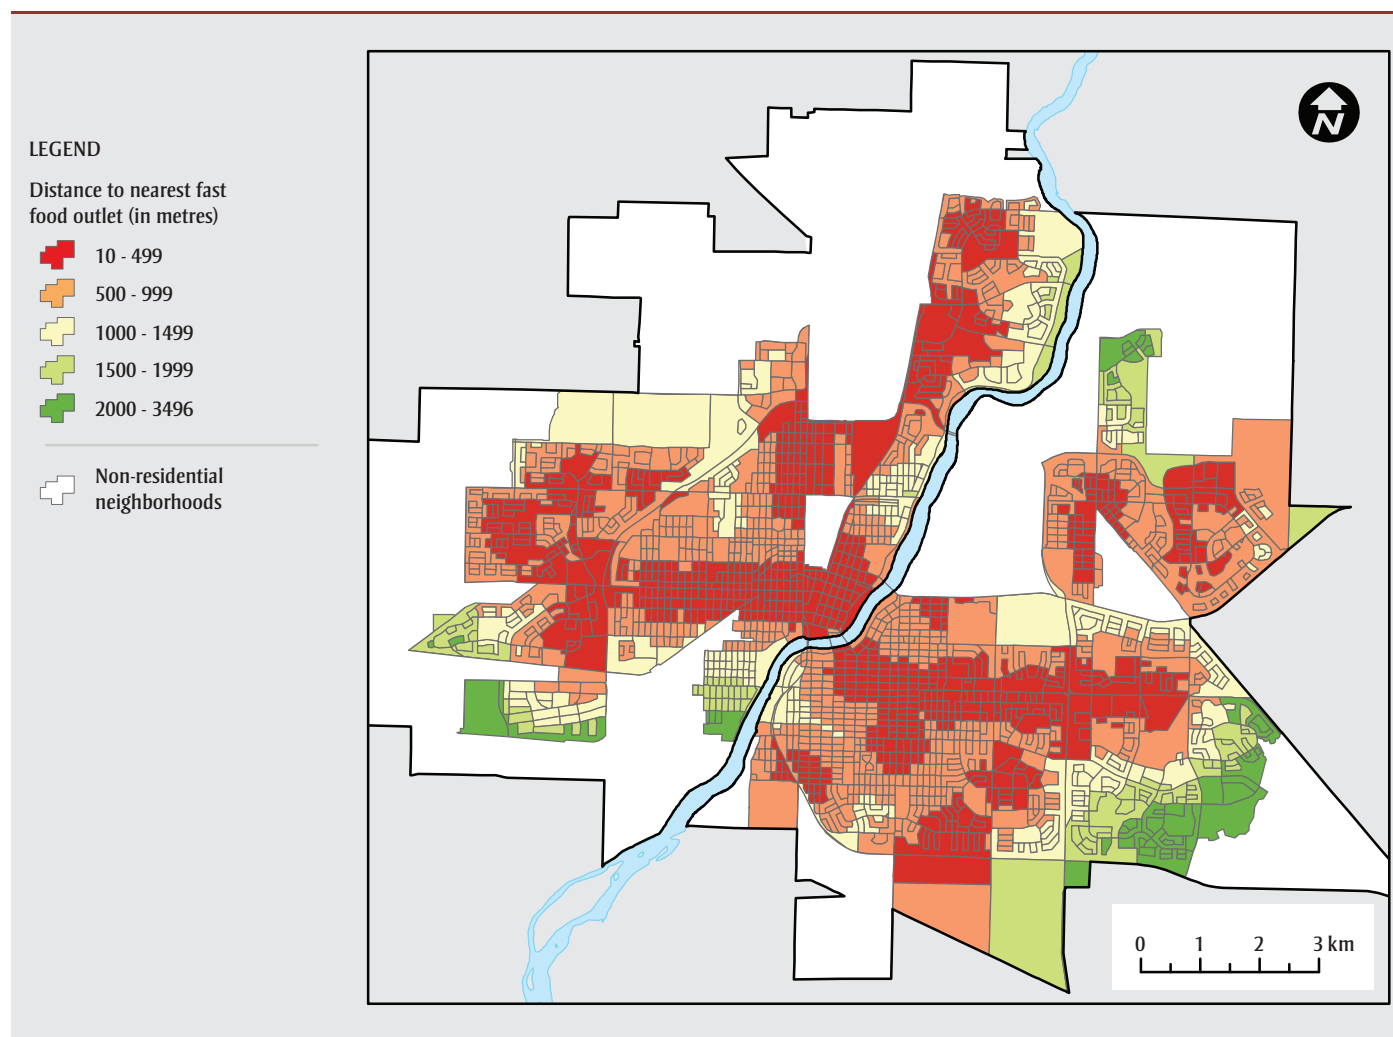 LEGEND
Distance to nearest fast
food outlet (in metres)
10 - 499
500 - 999
1000 - 1499
1500 - 1999
2000 - 3496
Non-residential
neighborhoods
N
0 1 2 3 km